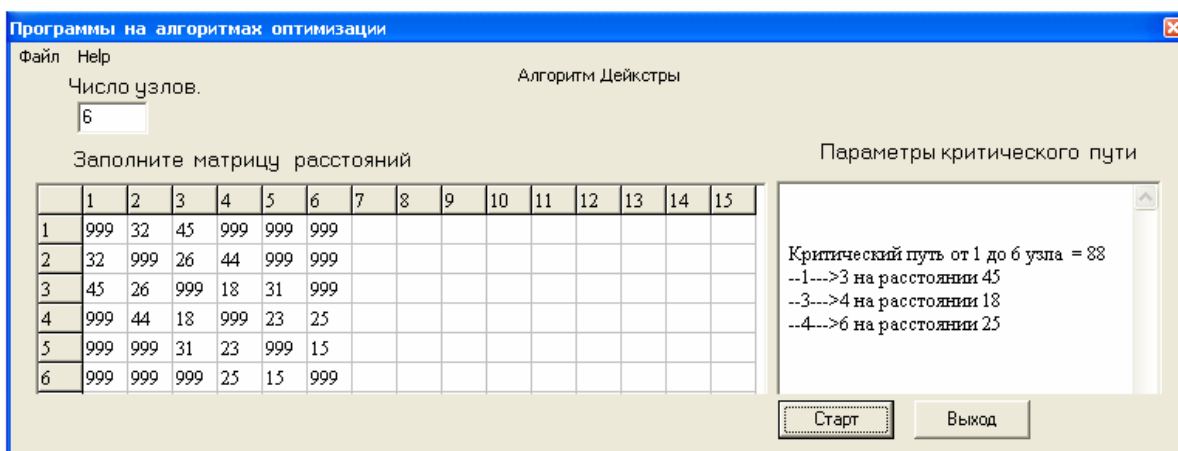 Программы на алгоритмах оптимизации
Файл Help
Алгоритм Дейкстры
Число узлов.
6
Заполните матрицу расстояний
Параметры критического пути
1 2 3 4 5 6 7 8 9 10 11 12 13 14 15
1 999 32 45 999 999 999
2 32 999 26 44 999 999
3 45 26 999 18 31 999
4 999 44 18 999 23 25
5 999 999 31 23 999 15
6 999 999 999 25 15 999
Критический путь от 1 до 6 узла = 88
--1--->3 на расстоянии 45
--3--->4 на расстоянии 18
--4--->6 на расстоянии 25
Старт Выход